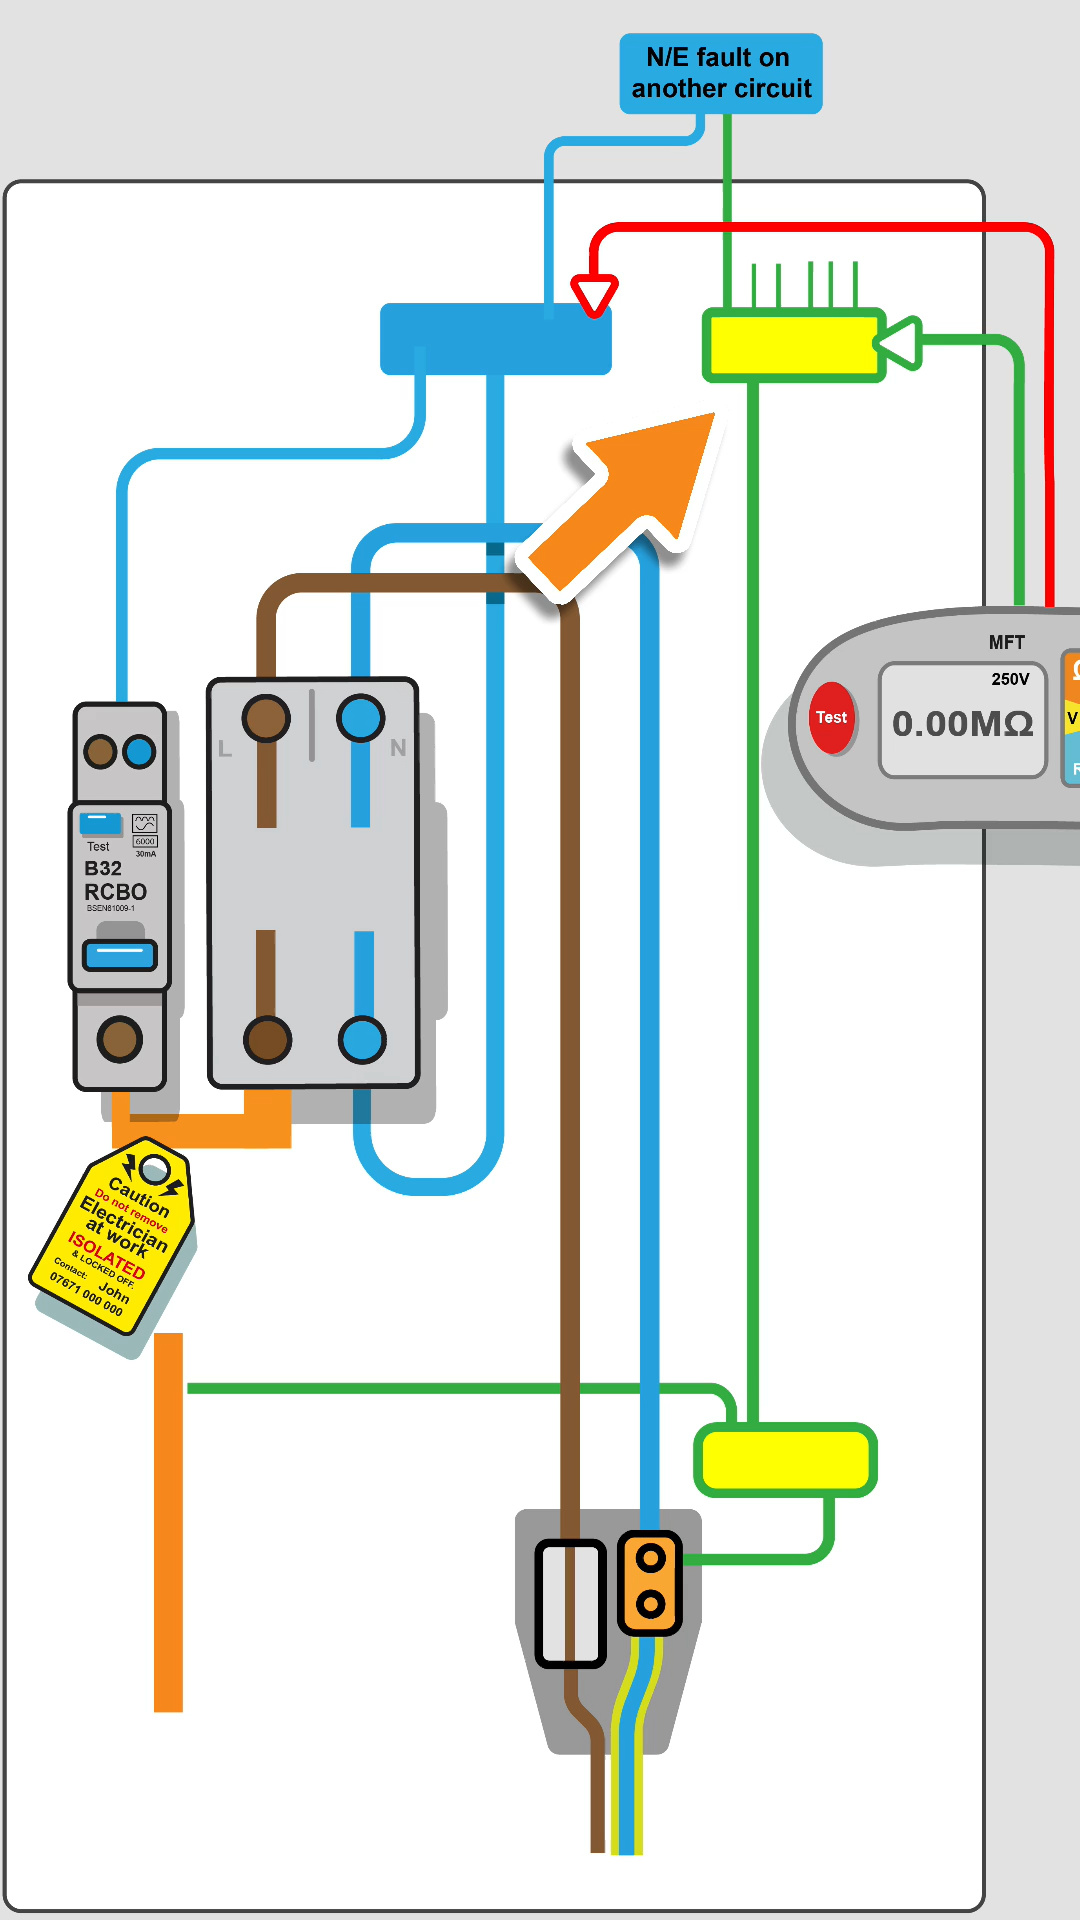 N/E fault on
another circuit
MFT
250V
Test
0.00MΩ
Ω
V
R
L
N
Test
6000
30mA
B32
RCBO
BSEN61009-1
Caution
Do not remove
Electrician
at work
ISOLATED
& LOCKED OFF.
Contact: John
07671 000 000